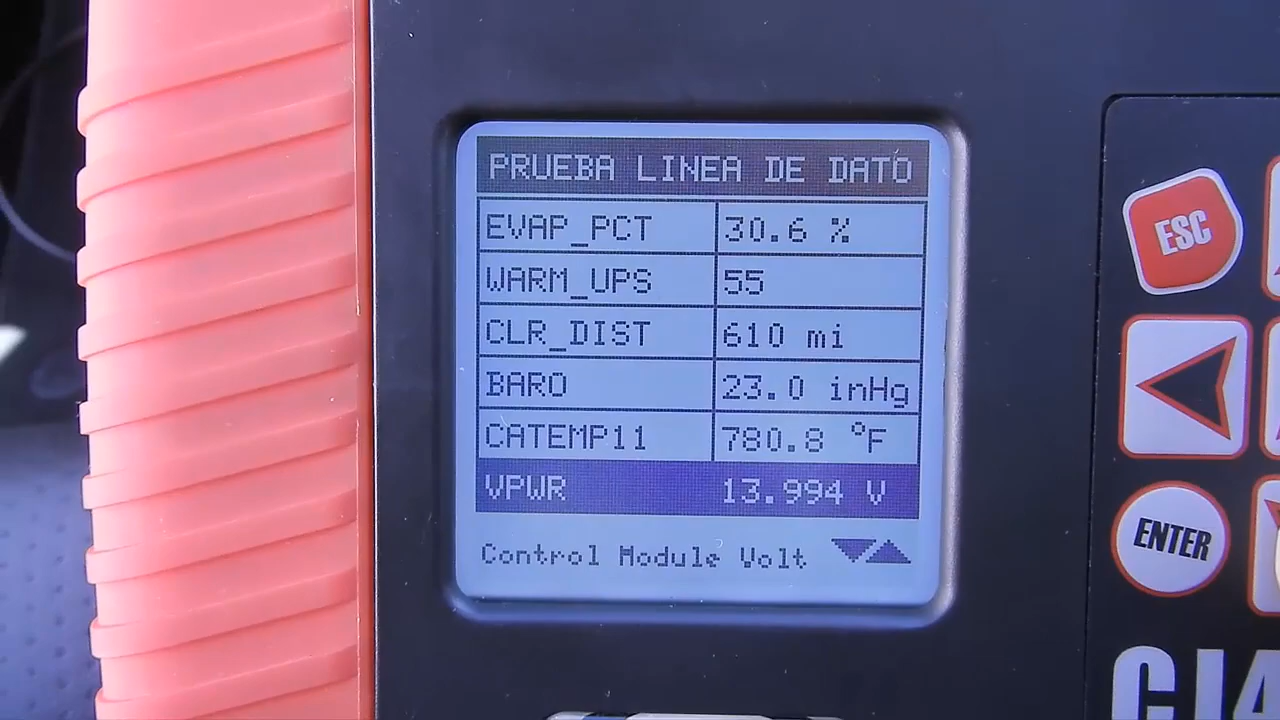 PRUEBA LINEA DE DATO
EVAP_PCT 30.6 %
WARM_UPS 55
CLR_DIST 610 mi
BARO 23.0 inHg
CATEMP11 780.8 °F
VPWR 13.994 V
Control Module Volt
ESC
ENTER